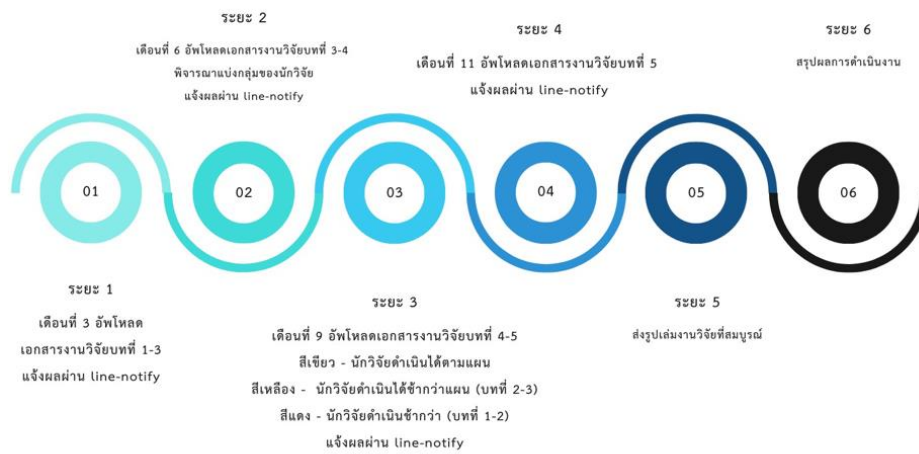 ระยะ 2
เดือนที่ 6 อัพโหลดเอกสารงานวิจัยบทที่ 3-4
พิจารณาแบ่งกลุ่มของนักวิจัย
แจ้งผลผ่าน line-notify
ระยะ 4
เดือนที่ 11 อัพโหลดเอกสารงานวิจัยบทที่ 5
แจ้งผลผ่าน line-notify
ระยะ 6
สรุปผลการดำเนินงาน
01
02
03
04
05
06
ระยะ 1
เดือนที่ 3 อัพโหลด
เอกสารงานวิจัยบทที่ 1-3
แจ้งผลผ่าน line-notify
ระยะ 3
เดือนที่ 9 อัพโหลดเอกสารงานวิจัยบทที่ 4-5
สีเขียว - นักวิจัยดำเนินได้ตามแผน
สีเหลือง - นักวิจัยดำเนินได้ช้ากว่าแผน (บทที่ 2-3)
สีแดง - นักวิจัยดำเนินช้ากว่า (บทที่ 1-2)
แจ้งผลผ่าน line-notify
ระยะ 5
ส่งรูปเล่มงานวิจัยที่สมบูรณ์